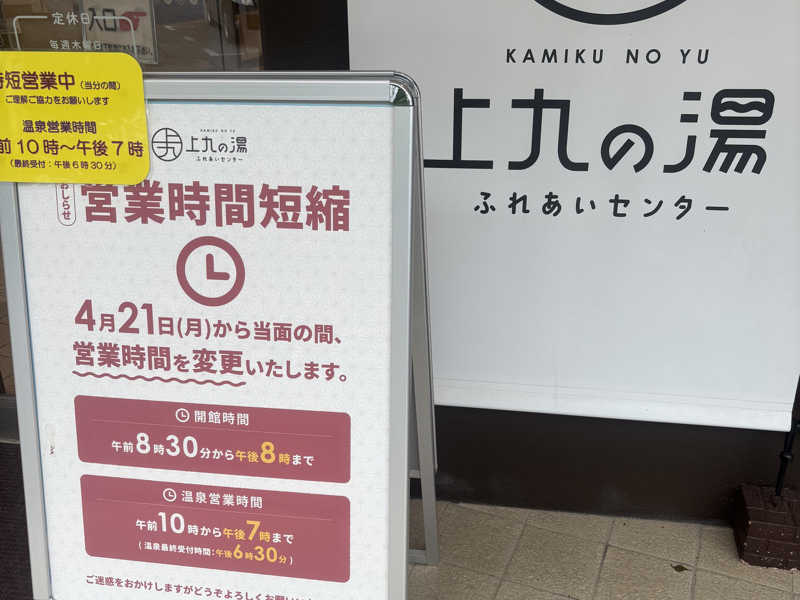 定休日
毎週木曜日
短営業中(当分の間)
ご理解ご協力をお願いします
温泉営業時間
前10時~午後7時
(最終受付:午後6時30分)
KAMIKU NO YU
上九の湯
ふれあいセンター
おしらせ
営業時間短縮
4月21日(月)から当面の間、
営業時間を変更いたします。
開館時間
午前8時30分から午後8時まで
温泉営業時間
午前10時から午後7時まで
(温泉最終受付時間:午後6時30分)
ご迷惑をおかけしますがどうぞよろしくお願い
KAMIKU NO YU
上九の湯
ふれあいセンター